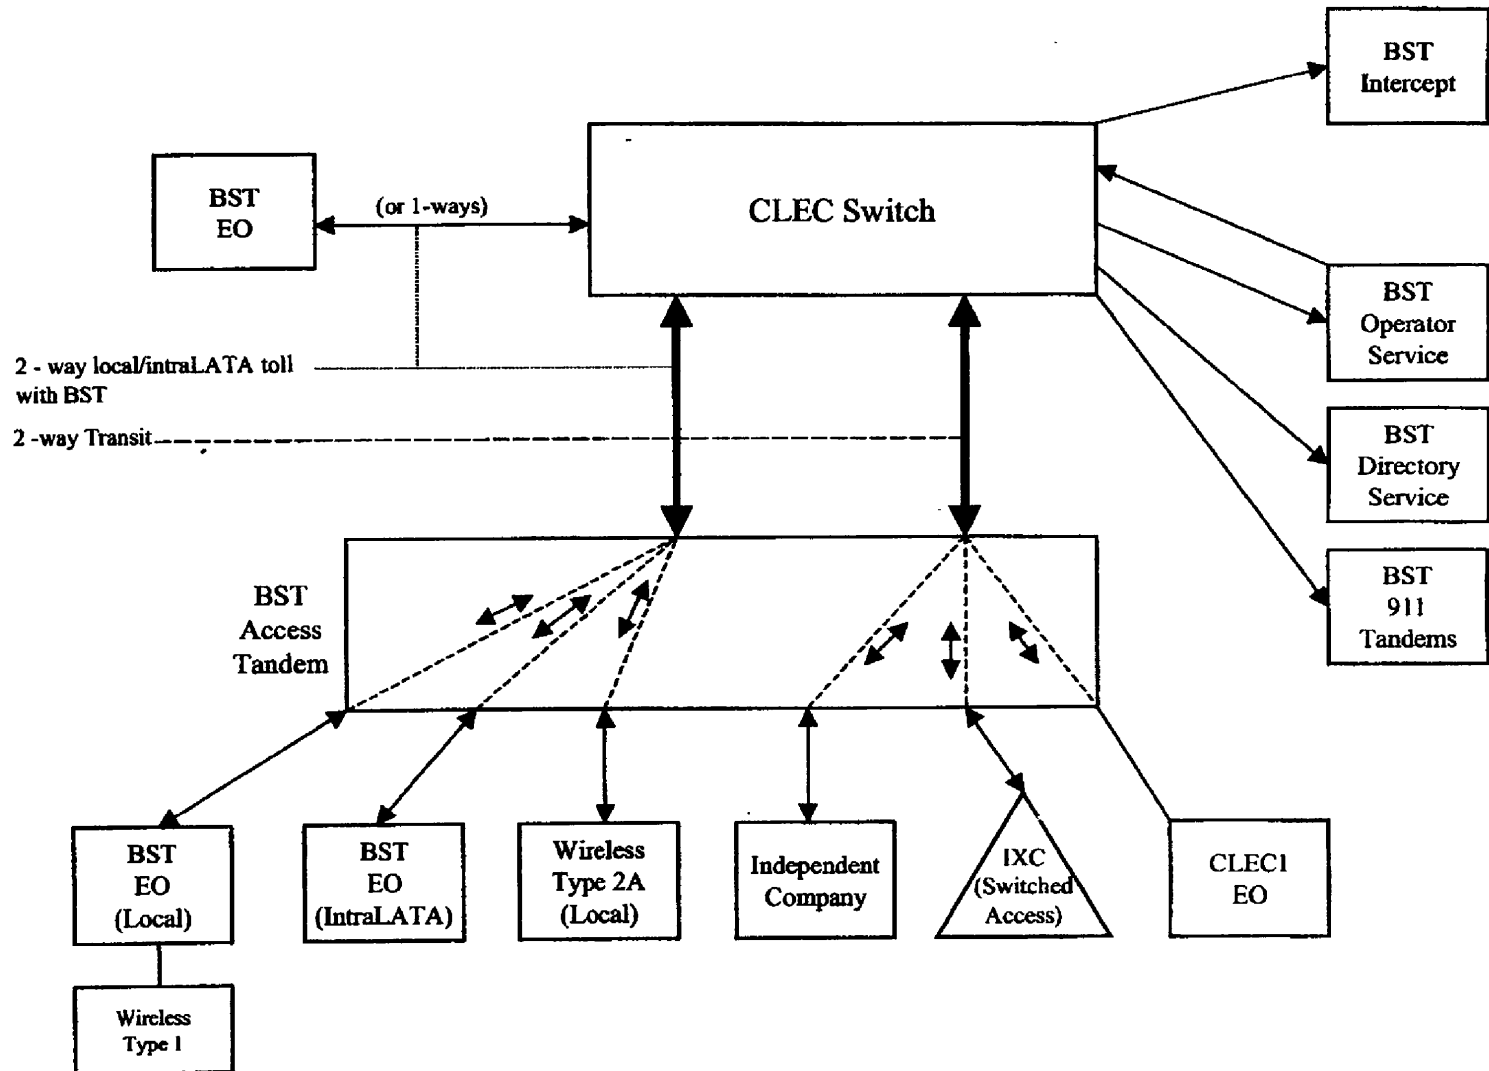 BST
Intercept
CLEC Switch
BST
EO
(or 1-ways)
BST
Operator
Service
2 - way local/intraLATA toll
with BST
2 -way Transit
BST
Directory
Service
BST
911
Tandems
BST
Access
Tandem
BST
EO
(Local)
BST
EO
(IntraLATA)
Wireless
Type 2A
(Local)
Independent
Company
IXC
(Switched
Access)
CLEC1
EO
Wireless
Type 1